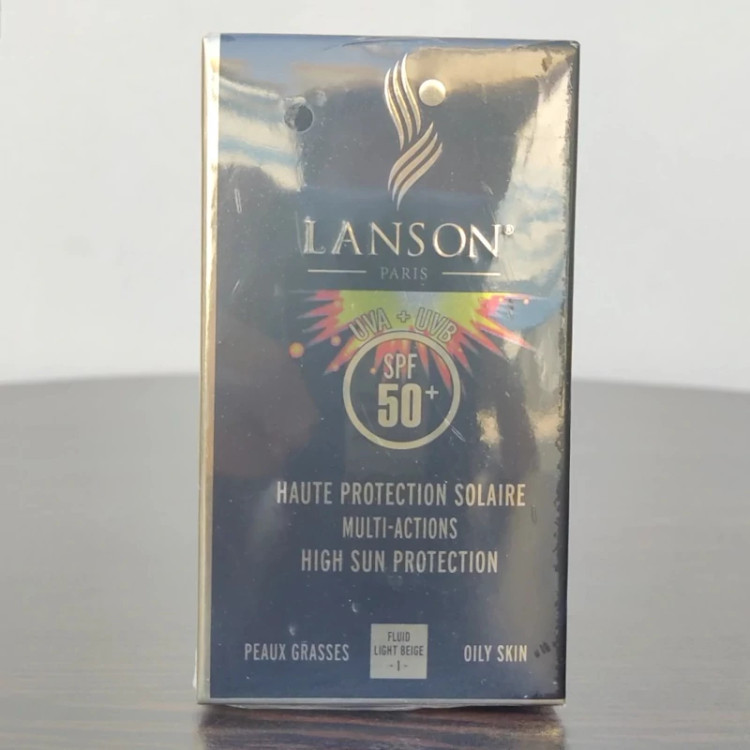 LANSON®
PARIS
UVA + UVB
SPF
50+
HAUTE PROTECTION SOLAIRE
MULTI-ACTIONS
HIGH SUN PROTECTION
PEAUX GRASSES
FLUID
LIGHT BEIGE
- 1 -
OILY SKIN